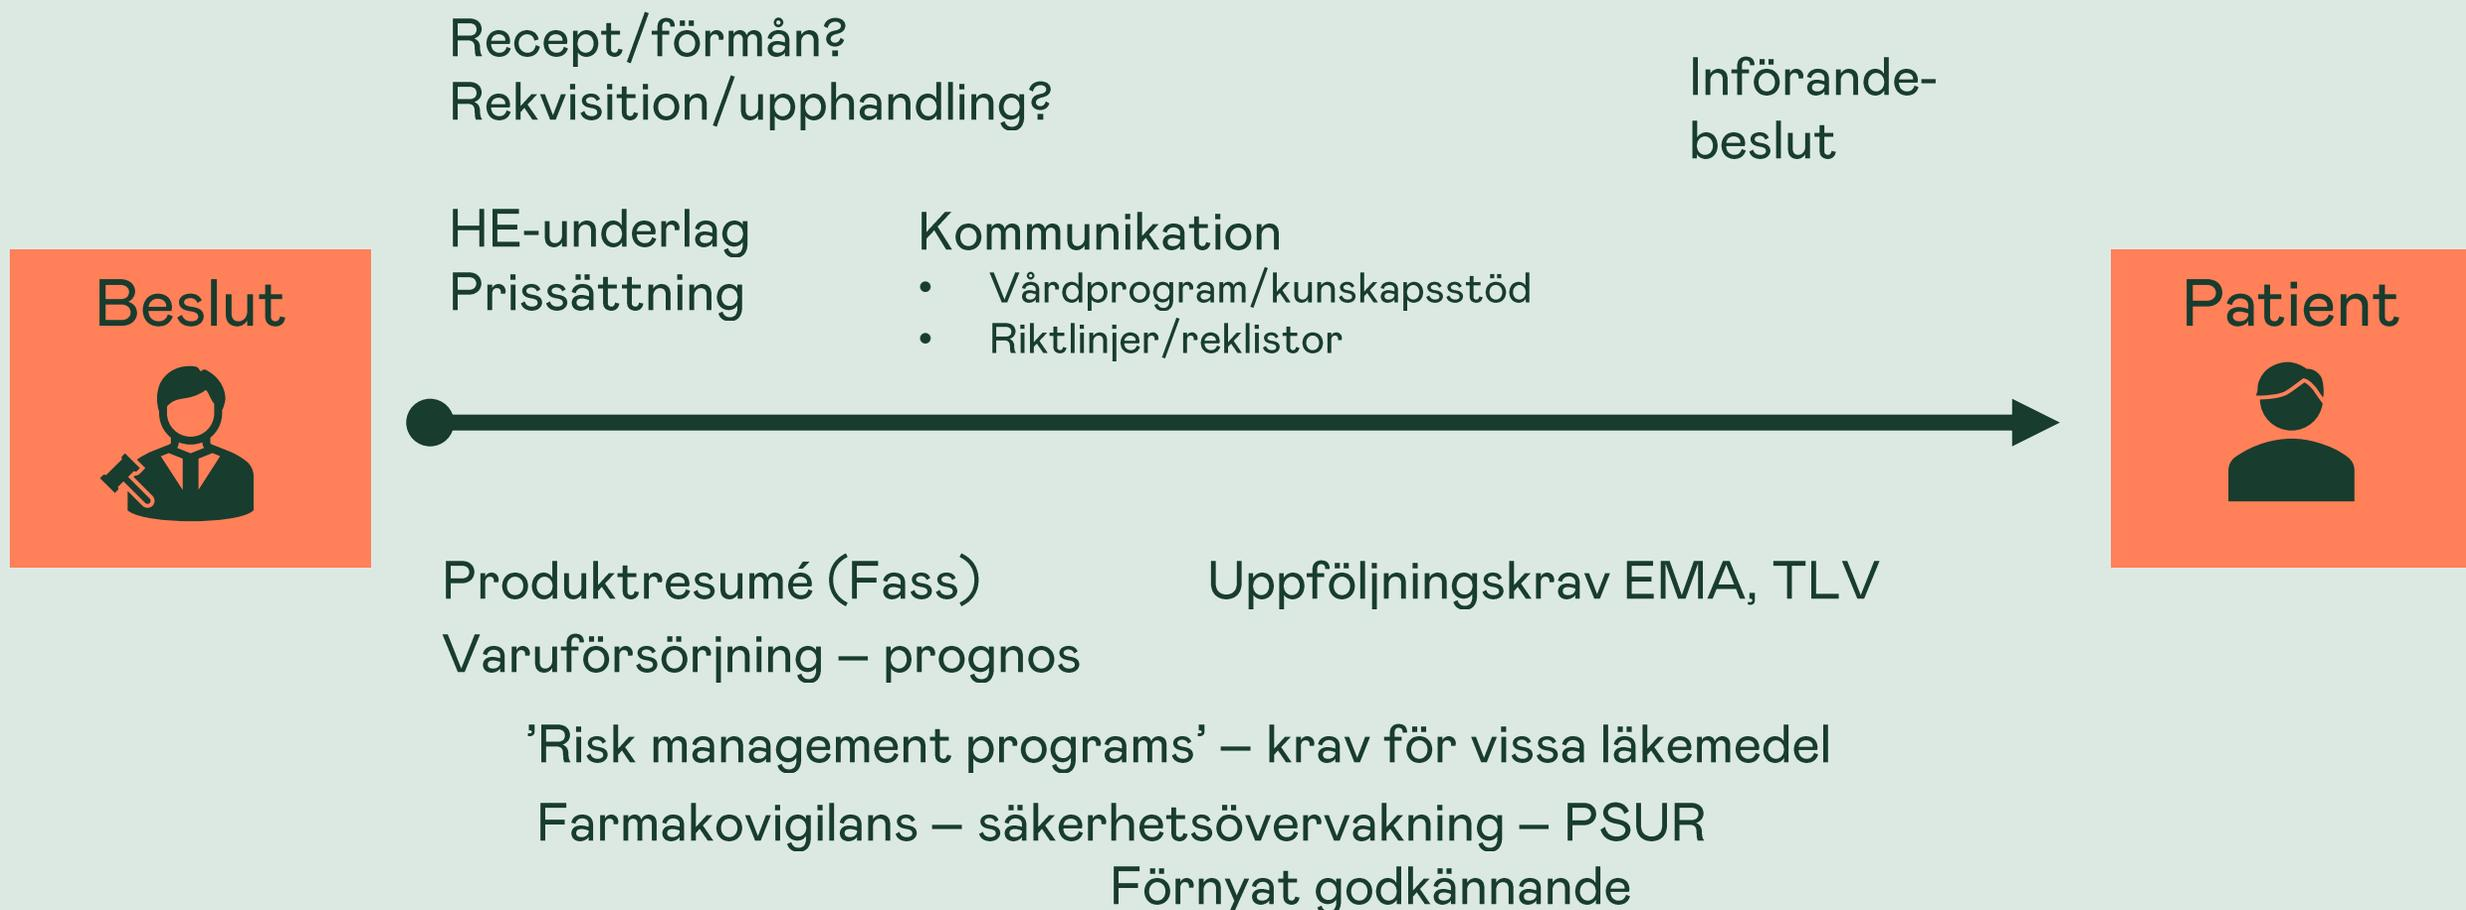 Recept/förmån?
Rekvisition/upphandling?
Införande-
beslut
HE-underlag
Prissättning
Kommunikation
• Vårdprogram/kunskapsstöd
• Riktlinjer/reklistor
Beslut
Patient
Produktresumé (Fass)
Uppföljningskrav EMA, TLV
Varuförsörjning – prognos
’Risk management programs’ – krav för vissa läkemedel
Farmakovigilans – säkerhetsövervakning – PSUR
Förnyat godkännande